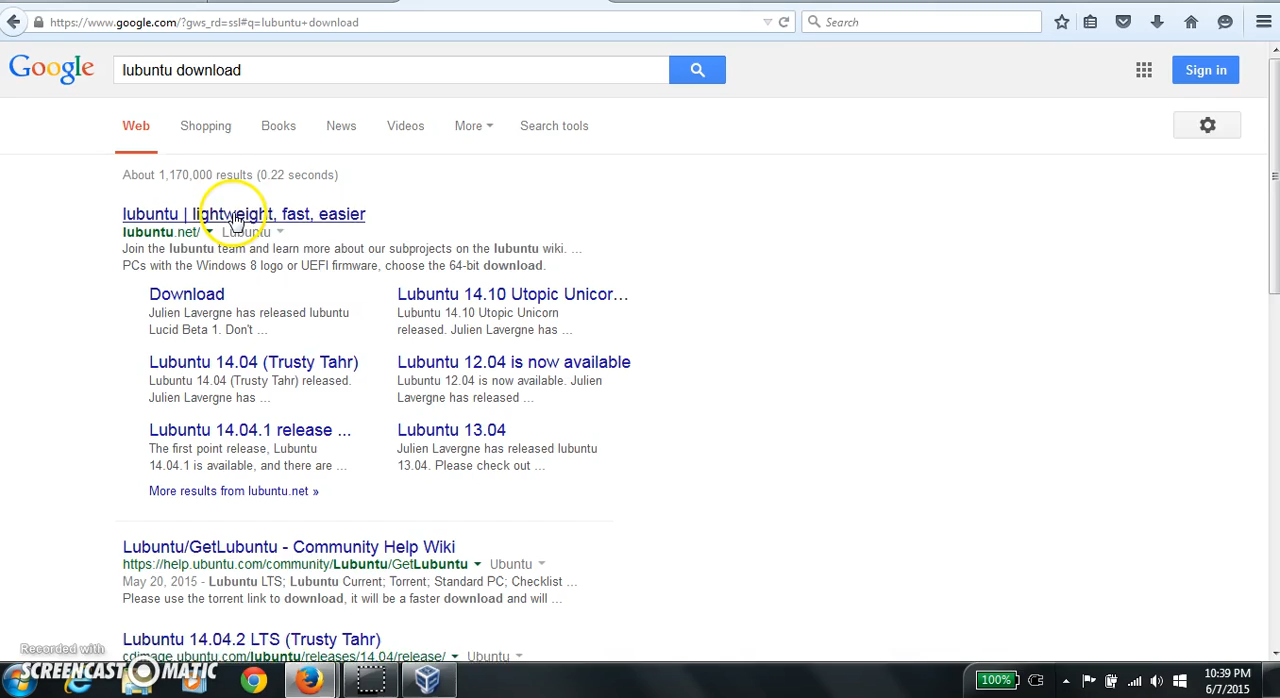 https://www.google.com/?gws_rd=ssl#q=lubuntu+download
Search
Google
lubuntu download
Sign in
Web Shopping Books News Videos More Search tools
About 1,170,000 results (0.22 seconds)
lubuntu | lightweight, fast, easier
lubuntu.net/ Lubuntu
Join the lubuntu team and learn more about our subprojects on the lubuntu wiki. ...
PCs with the Windows 8 logo or UEFI firmware, choose the 64-bit download.
Download
Julien Lavergne has released lubuntu
Lucid Beta 1. Don't ...
Lubuntu 14.10 Utopic Unicor...
Lubuntu 14.10 Utopic Unicorn
released. Julien Lavergne has ...
Lubuntu 14.04 (Trusty Tahr)
Lubuntu 14.04 (Trusty Tahr) released.
Julien Lavergne has ...
Lubuntu 12.04 is now available
Lubuntu 12.04 is now available. Julien
Lavergne has released ...
Lubuntu 14.04.1 release ...
The first point release, Lubuntu
14.04.1 is available, and there are ...
Lubuntu 13.04
Julien Lavergne has released lubuntu
13.04. Please check out ...
More results from lubuntu.net »
Lubuntu/GetLubuntu - Community Help Wiki
https://help.ubuntu.com/community/Lubuntu/GetLubuntu Ubuntu
May 20, 2015 - Lubuntu LTS; Lubuntu Current; Torrent; Standard PC; Checklist ...
Please use the torrent link to download, it will be a faster download and will ...
Lubuntu 14.04.2 LTS (Trusty Tahr)
cdimage.ubuntu.com/lubuntu/releases/14.04/release/ Ubuntu
Recorded with
SCREENCAST MATIC
100%
10:39 PM
6/7/2015